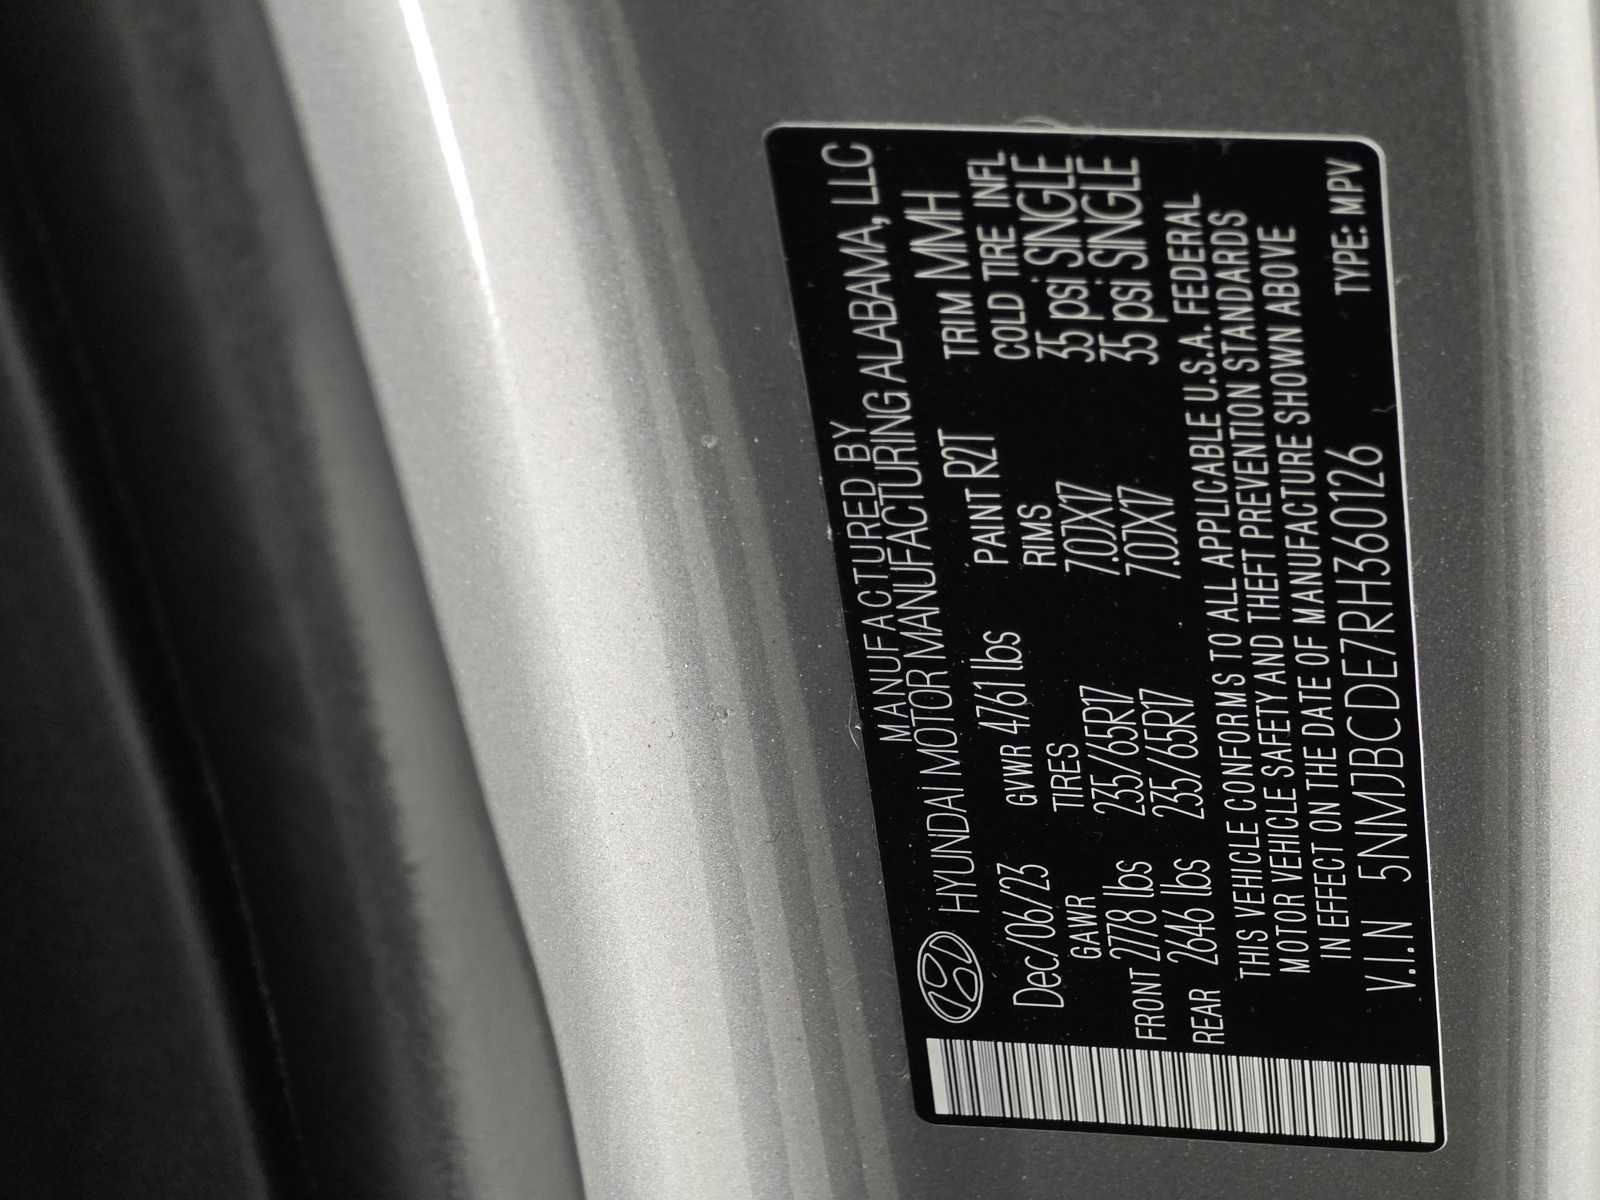 MANUFACTURED BY
HYUNDAI MOTOR MANUFACTURING ALABAMA, LLC
Dec/06/23 GVWR 4761 lbs PAINT R2T TRIM MMH
GAWR TIRES RIMS COLD TIRE INFL.
FRONT 2778 lbs 235/65R17 7.0X17 35 psi SINGLE
REAR 2646 lbs 235/65R17 7.0X17 35 psi SINGLE
THIS VEHICLE CONFORMS TO ALL APPLICABLE U.S.A. FEDERAL
MOTOR VEHICLE SAFETY AND THEFT PREVENTION STANDARDS
IN EFFECT ON THE DATE OF MANUFACTURE SHOWN ABOVE
V.I.N 5NMJBCDE7RH360126 TYPE: MPV